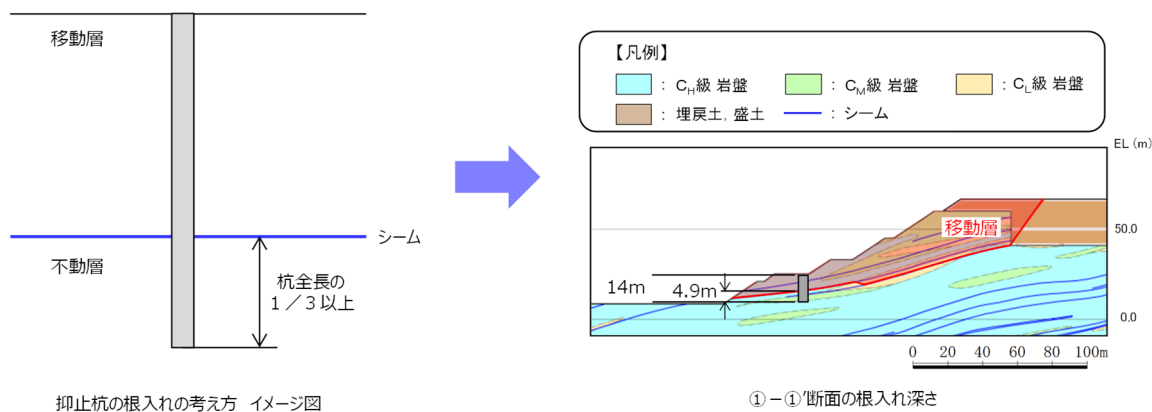 移動層
シーム
不動層
杭全長の
1／3以上
抑止杭の根入れの考え方 イメージ図
【凡例】
：CH級 岩盤
：CM級 岩盤
：CL級 岩盤
：埋戻土，盛土
：シーム
EL（m）
移動層
50.0
14m
4.9m
0.0
0 20 40 60 80 100m
①－①'断面の根入れ深さ